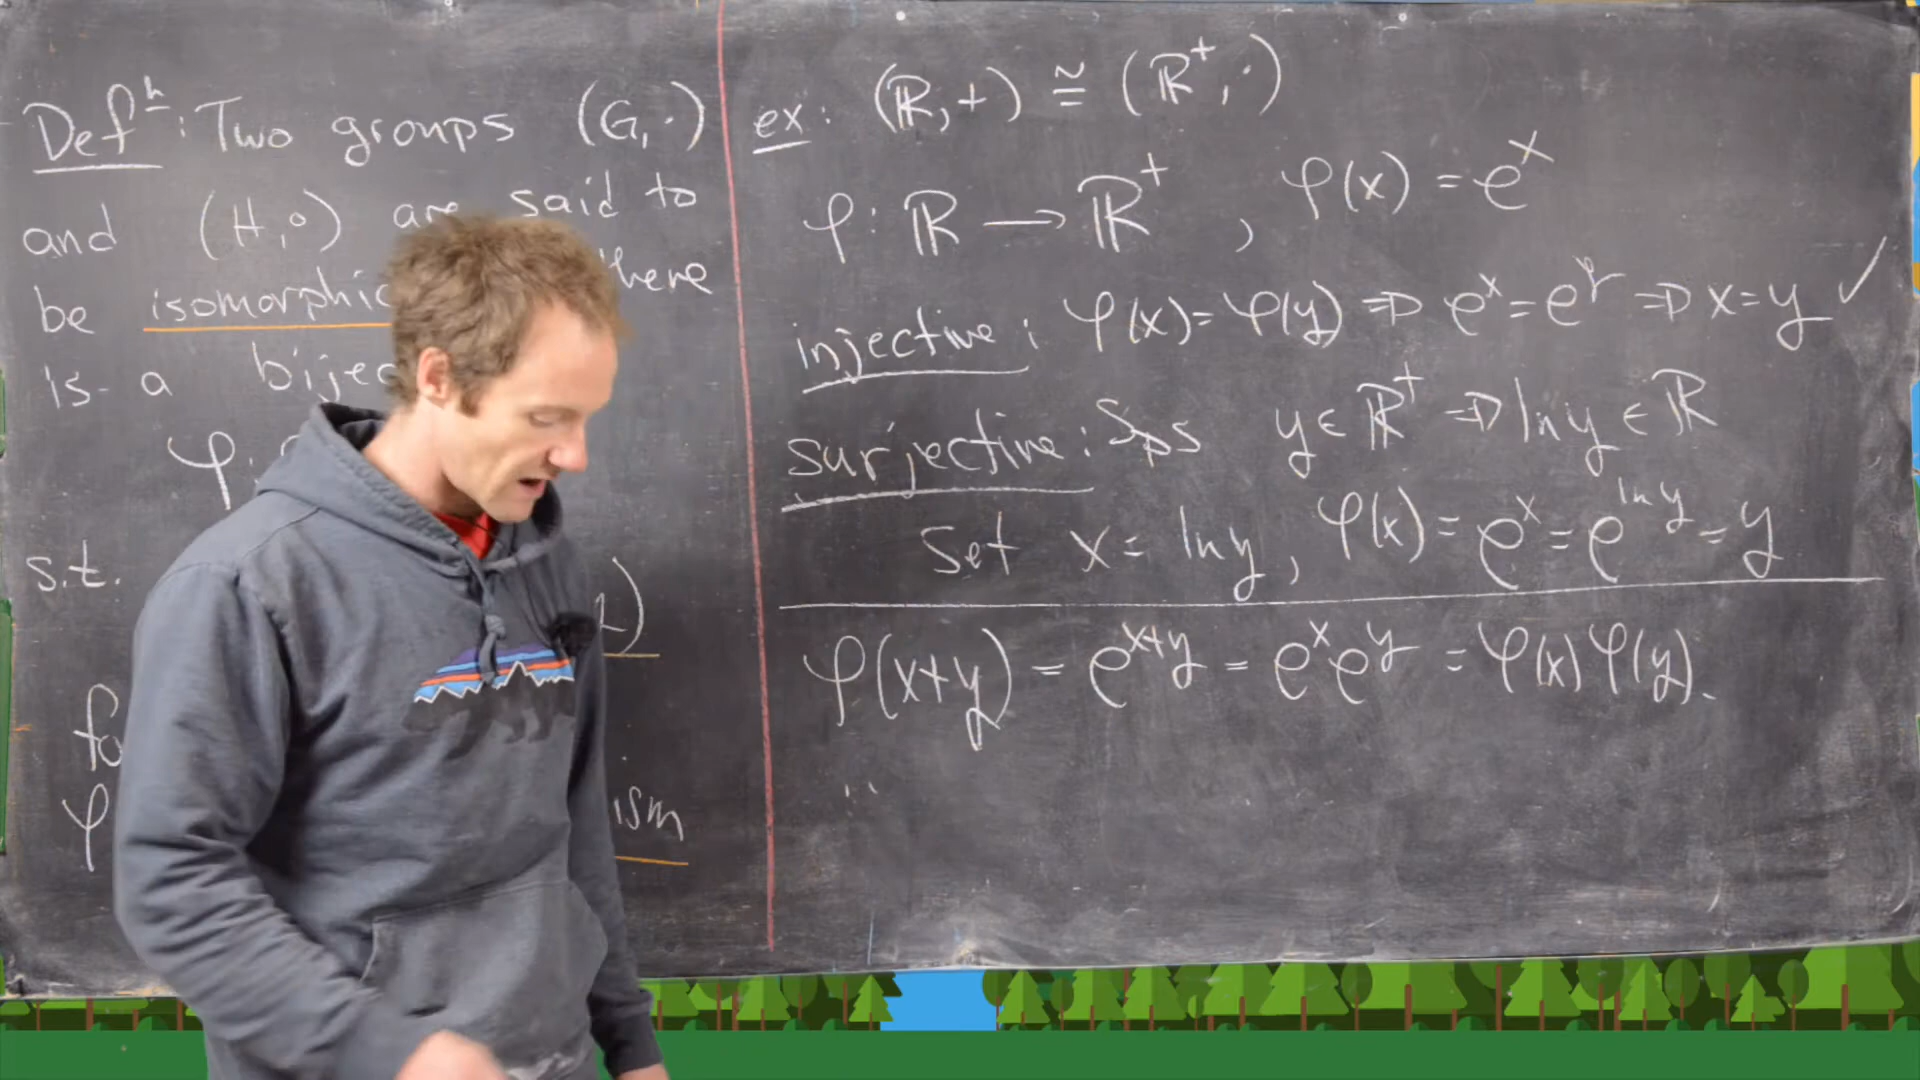 Defⁿ: Two groups (G, ·)
and (H, ∘) are said to
be isomorphic here
is a bijec
φ:
s.t.
φ
ism
ex: (ℝ, +) ≅ (ℝ⁺, ·)
φ: ℝ → ℝ⁺, φ(x) = eˣ
injective: φ(x) = φ(y) ⇒ eˣ = eʸ ⇒ x = y ✓
surjective: Sps y ∈ ℝ⁺ ⇒ ln y ∈ ℝ
Set x = ln y, φ(x) = eˣ = e^{ln y} = y
φ(x+y) = e^{x+y} = eˣeʸ = φ(x)φ(y).